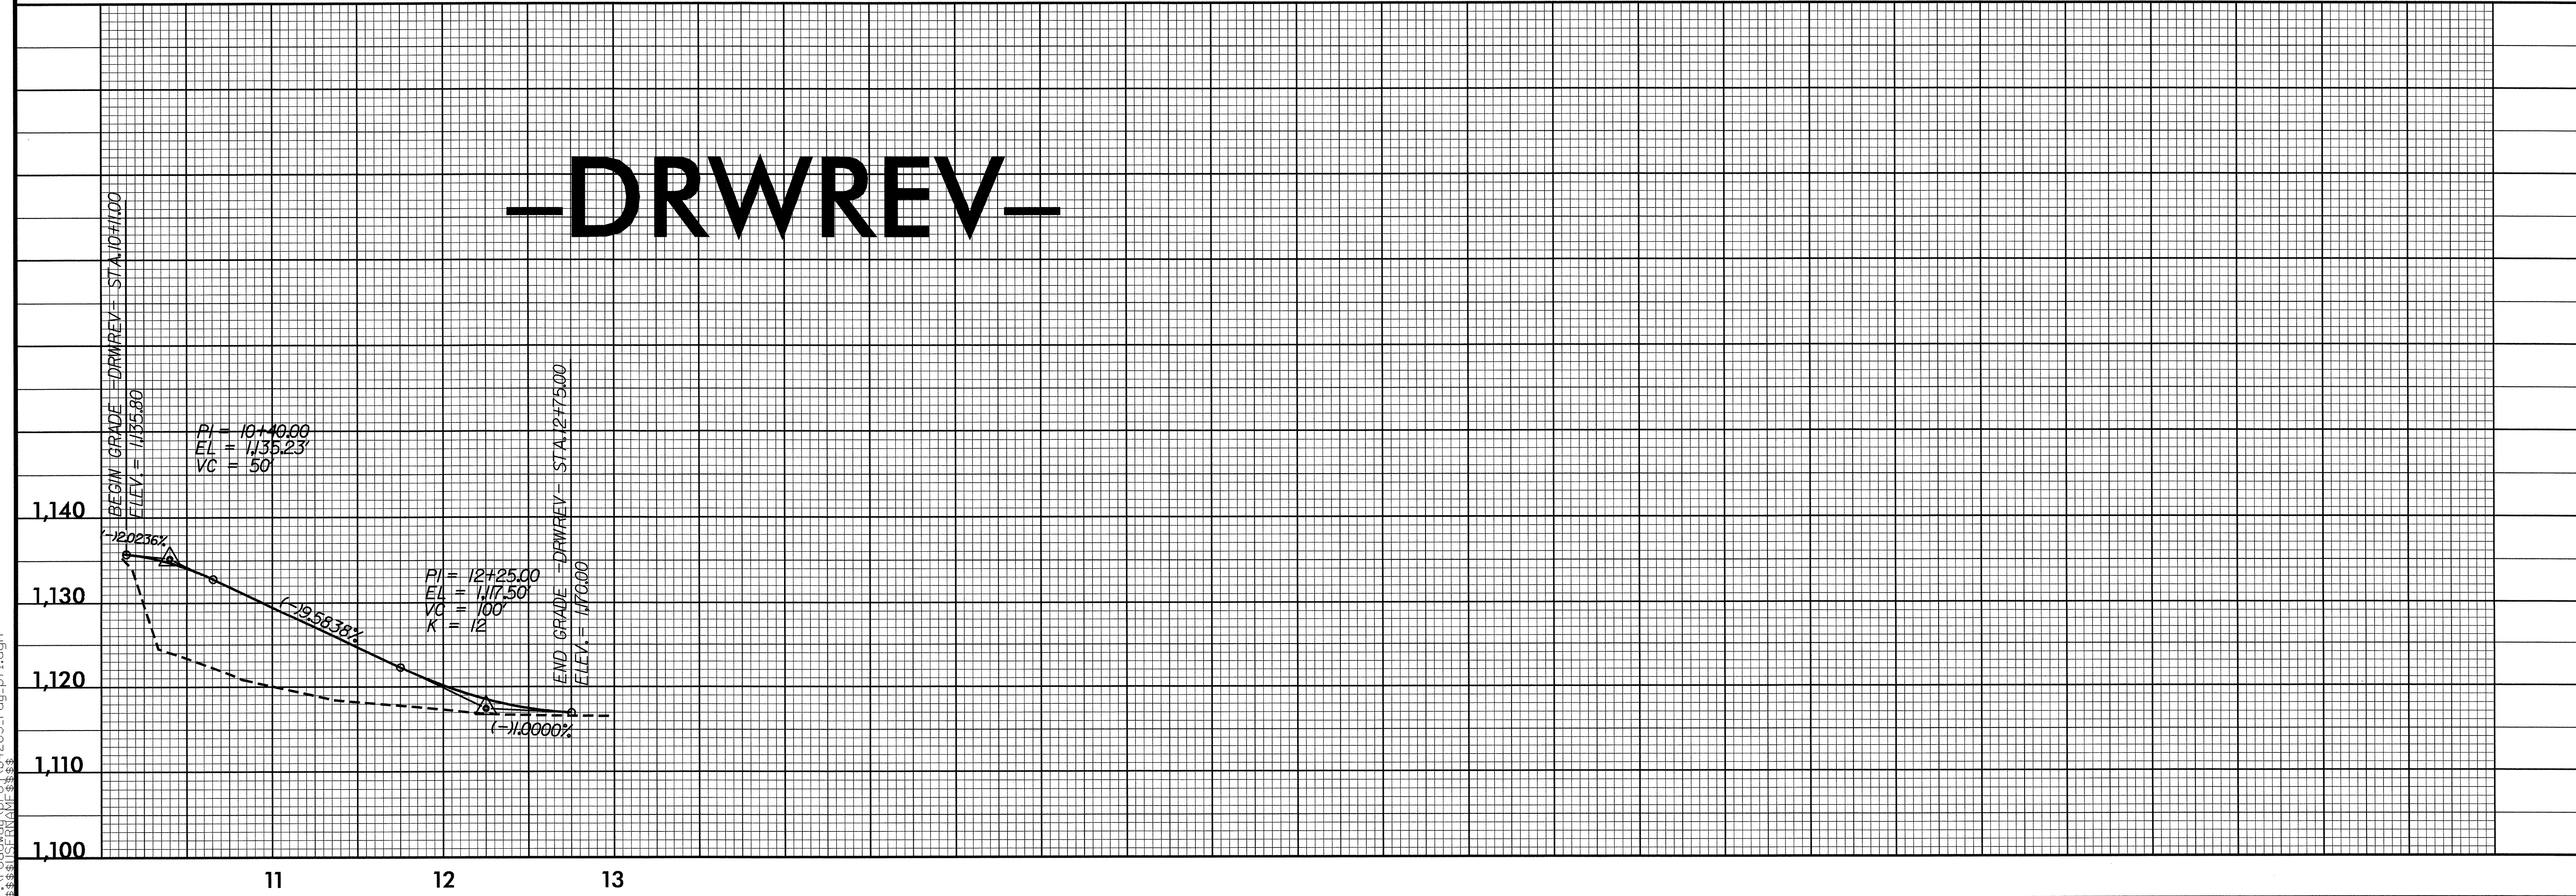 -DRWREV-
BEGIN GRADE -DRWREV- STA.10+11.00
ELEV. = 1,135.80
PI = 10+40.00
EL = 1,135.23'
VC = 50'
(-)2.0236%
(-)9.5838%
PI = 12+25.00
EL = 1,117.50'
VC = 100'
K = 12
END GRADE -DRWREV- STA.12+75.00
ELEV. = 1,170.00
(-)1.0000%
1,140
1,130
1,120
1,110
1,100
11
12
13
$$$$USERNAME$$$$